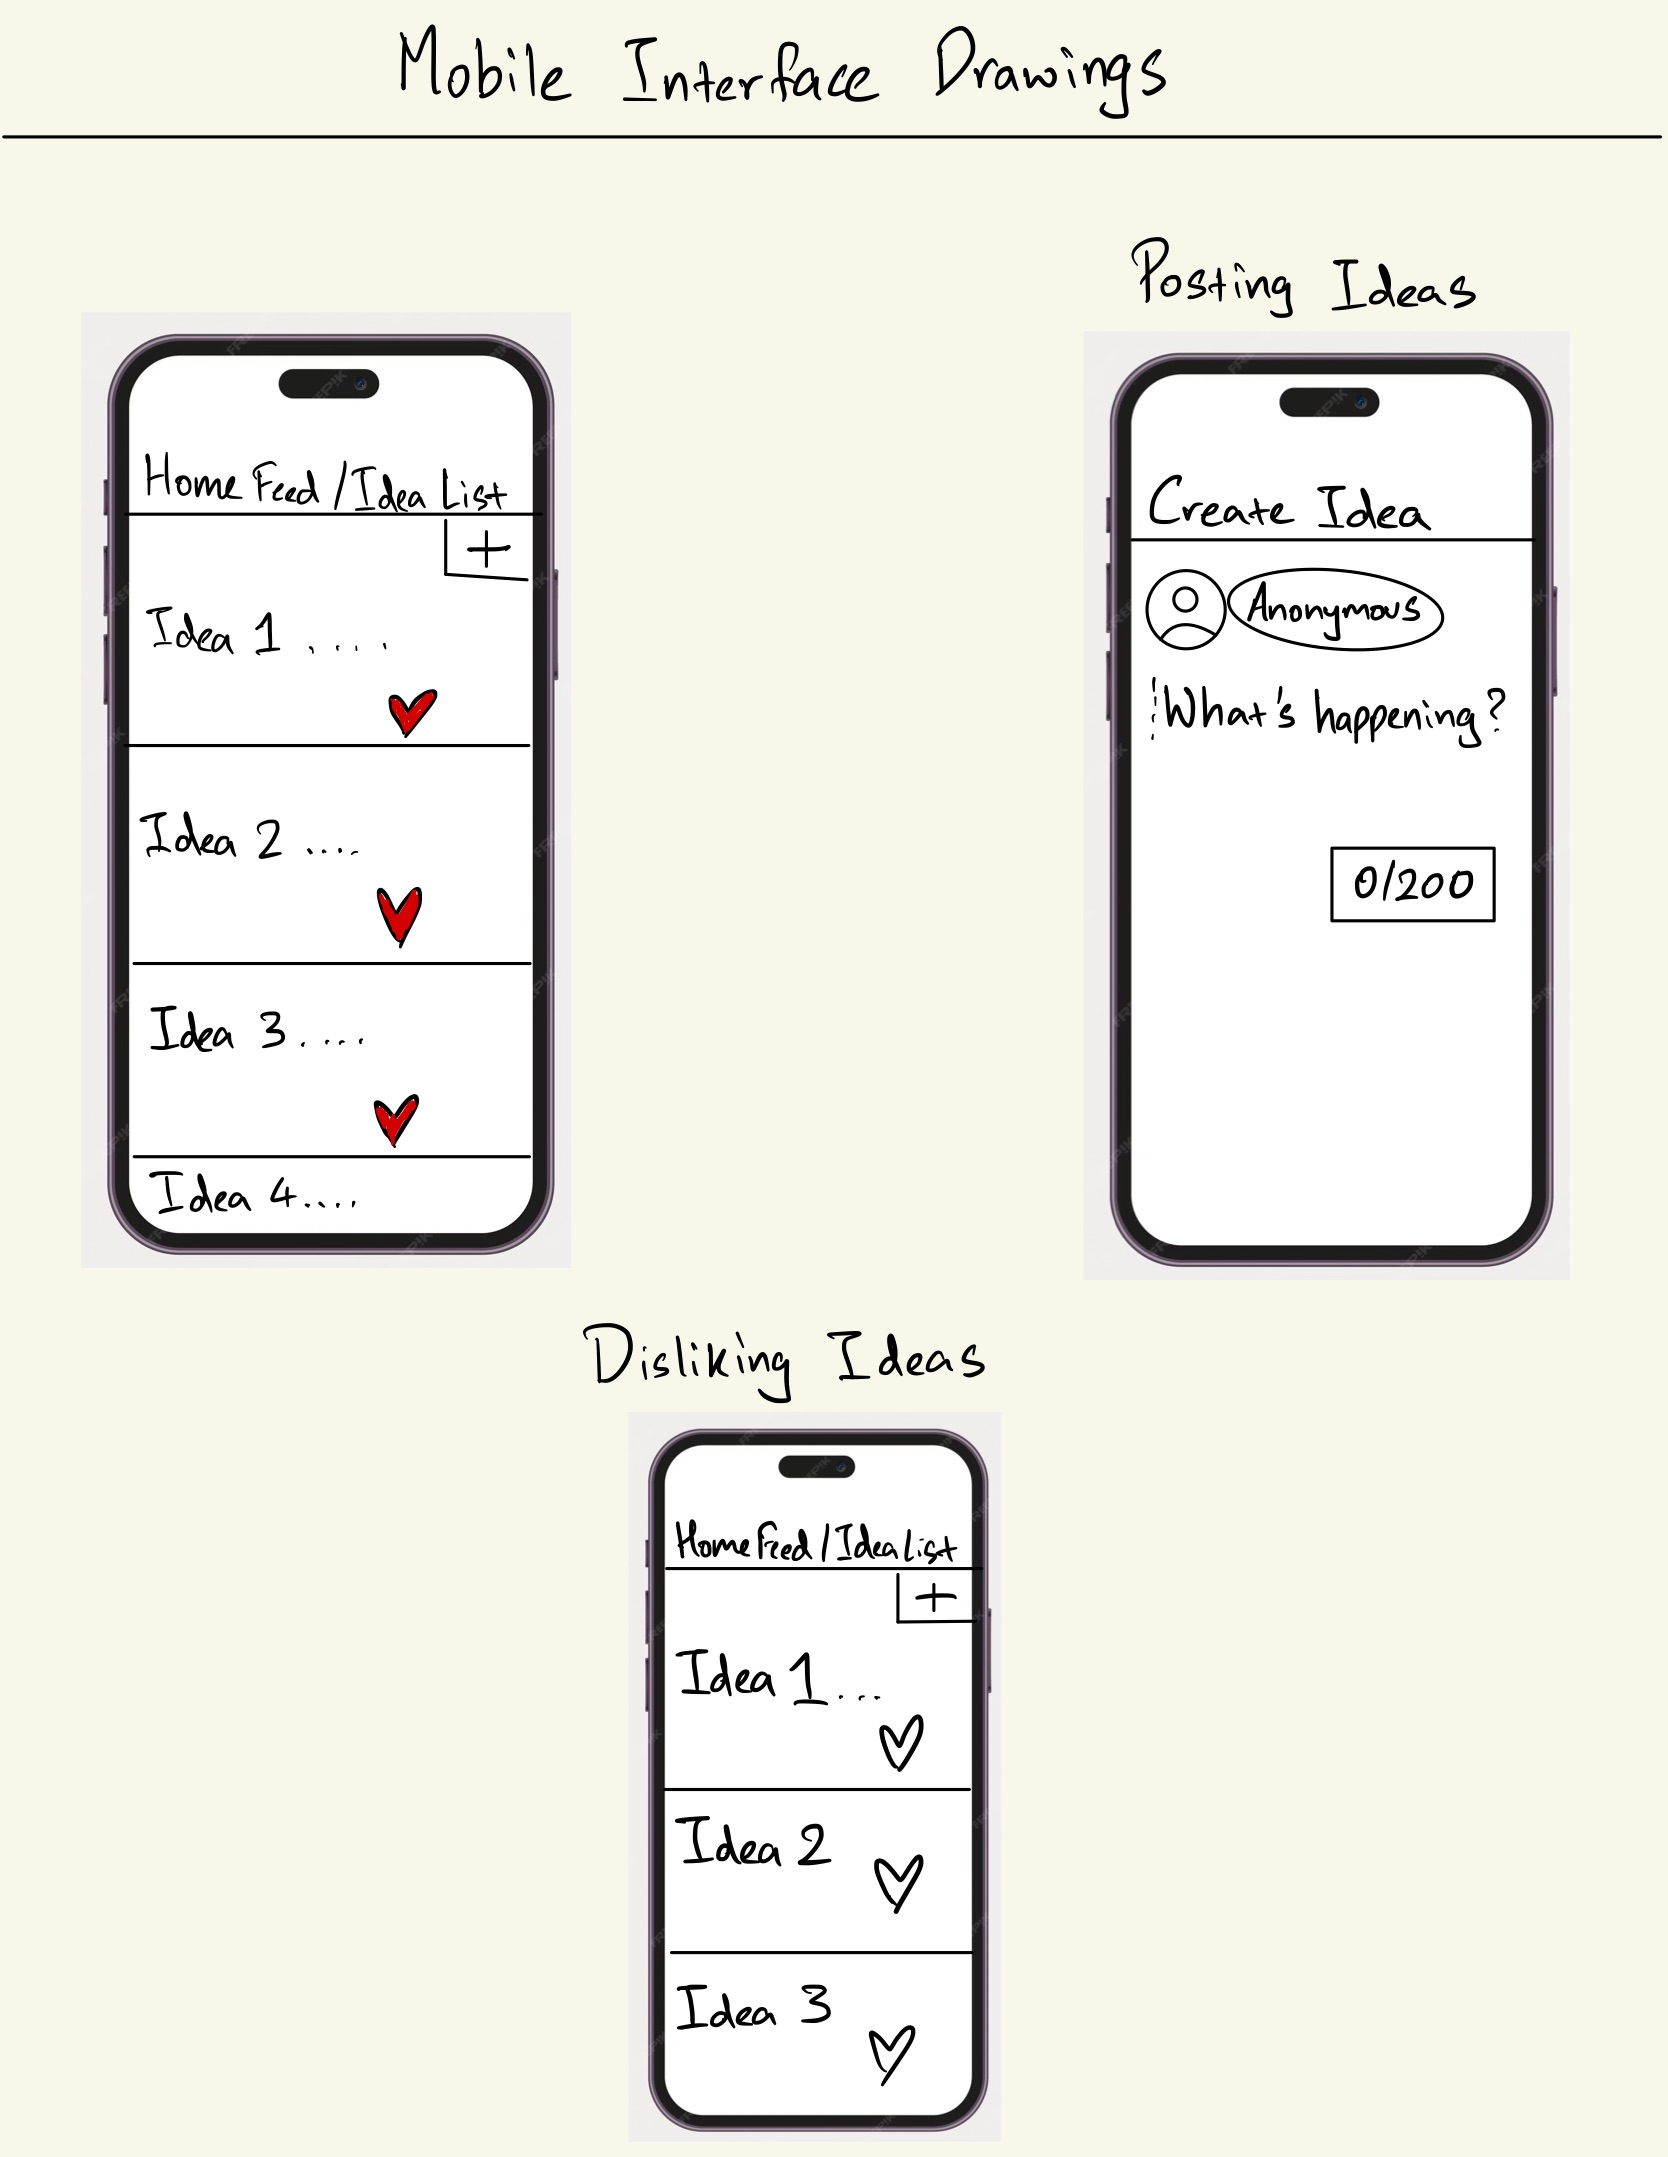 Mobile Interface Drawings
Home Feed / Idea List
+
Idea 1 ....
Idea 2 ....
Idea 3 ....
Idea 4 ....
Posting Ideas
Create Idea
Anonymous
What's happening?
0/200
Disliking Ideas
Home Feed / Idea List
+
Idea 1 ...
Idea 2
Idea 3